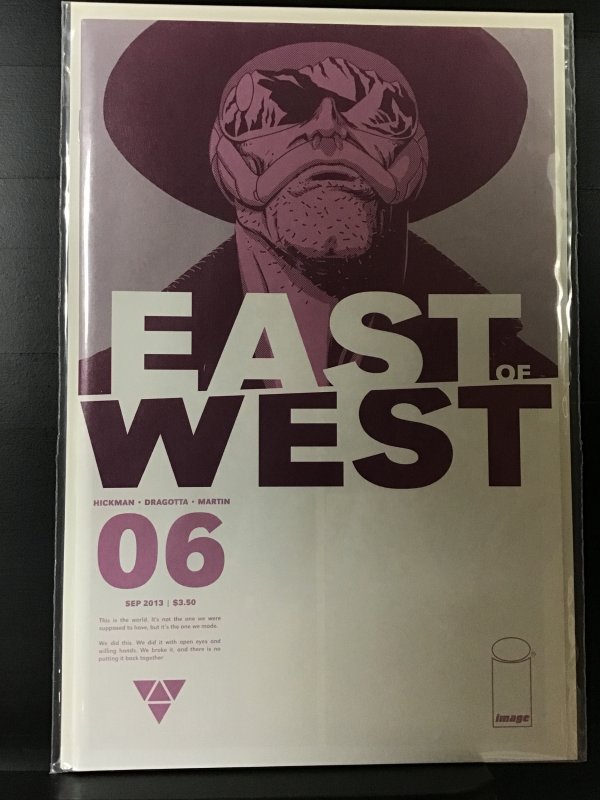 EAST
OF
WEST
HICKMAN • DRAGOTTA • MARTIN
06
SEP 2013 | $3.50
This is the world. It's not the one we were
supposed to have, but it's the one we made.
We did this. We did it with open eyes and
willing hands. We broke it, and there is no
putting it back together
image